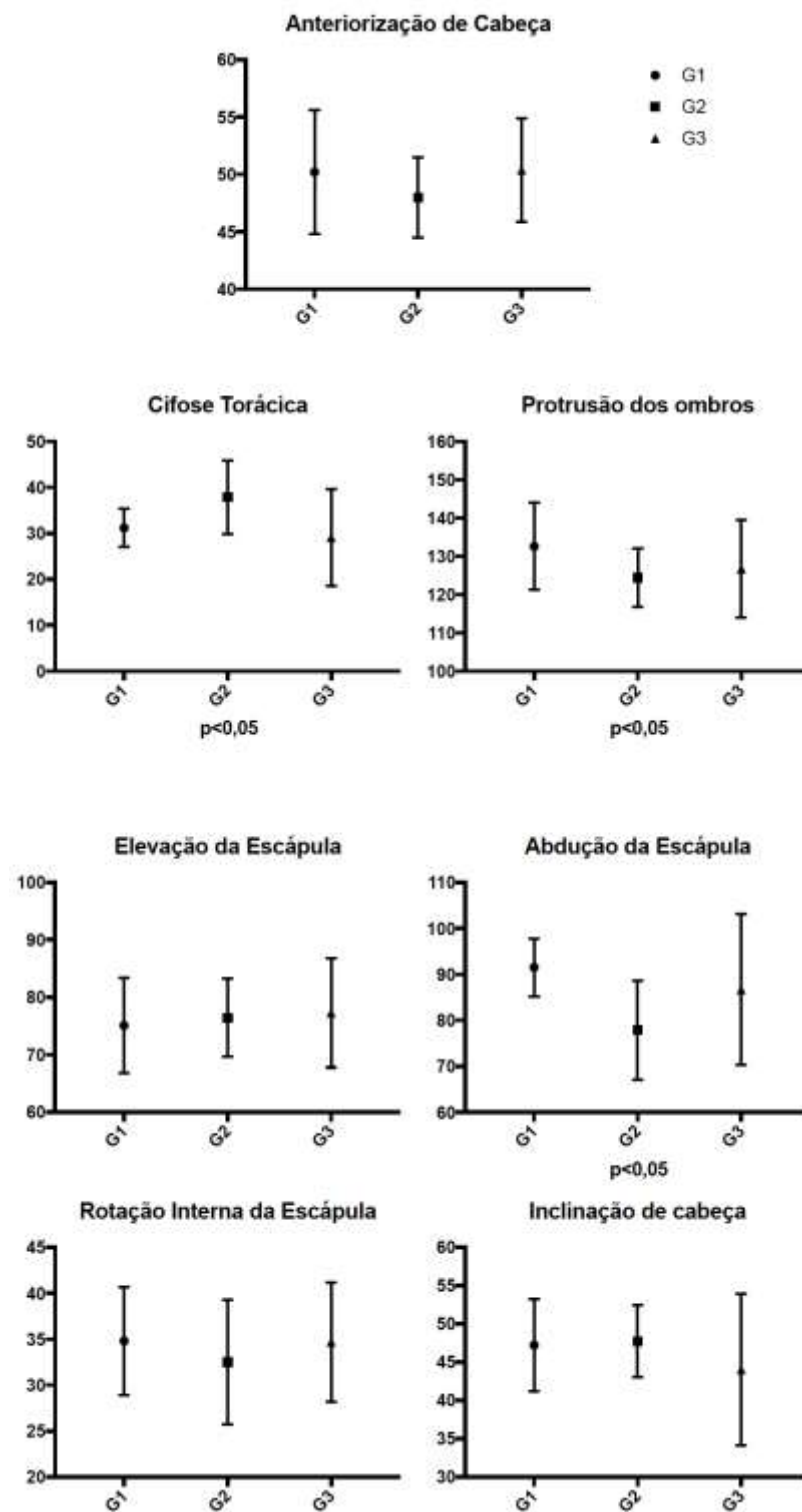 Anteriorização de Cabeça
60
55
50
45
40
G1
G2
G3
G1
G2
G3
Cifose Torácica
50
40
30
20
10
0
G1
G2
G3
p<0,05
Protrusão dos ombros
160
150
140
130
120
110
100
G1
G2
G3
p<0,05
Elevação da Escápula
100
90
80
70
60
G1
G2
G3
Abdução da Escápula
110
100
90
80
70
60
G1
G2
G3
p<0,05
Rotação Interna da Escápula
45
40
35
30
25
20
G1
G2
G3
Inclinação de cabeça
60
55
50
45
40
35
30
G1
G2
G3